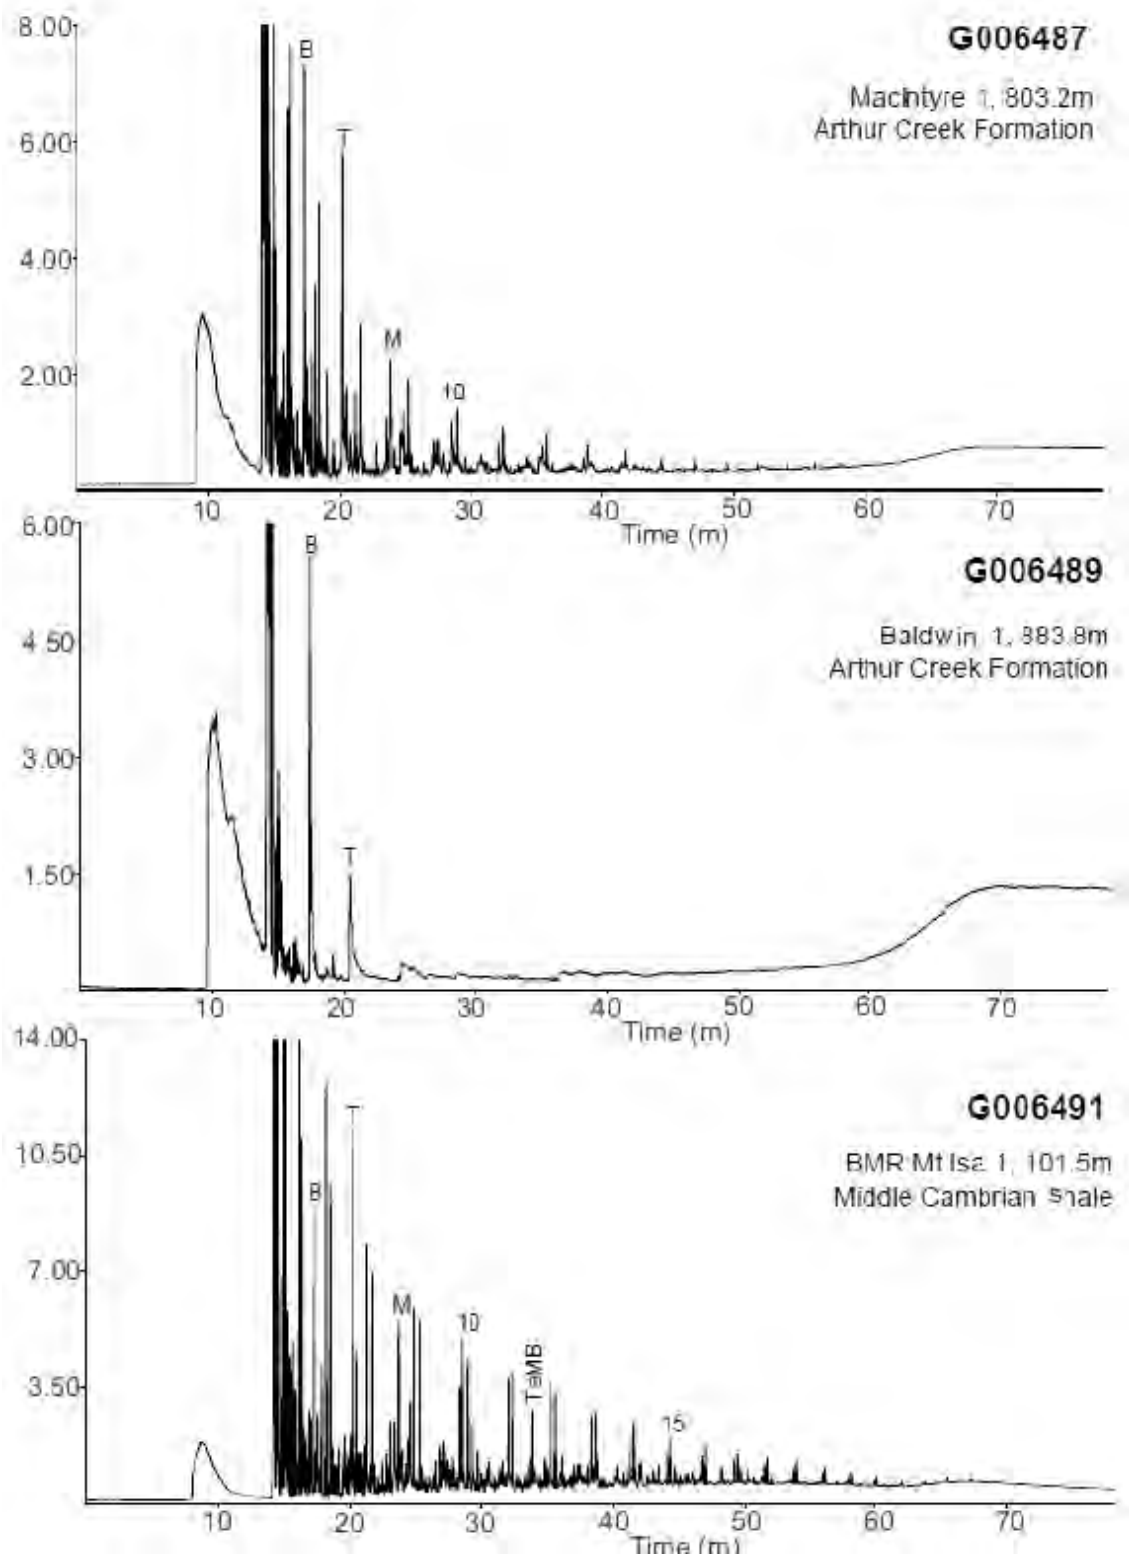 8.00
B
G006487
MacIntyre 1, 803.2m
Arthur Creek Formation
6.00
T
4.00
M
2.00
10
10 20 30 40 50 60 70
Time (m)
6.00
B
G006489
4.50
Baldwin 1, 883.8m
Arthur Creek Formation
3.00
T
1.50
10 20 30 40 50 60 70
Time (m)
14.00
G006491
T
10.50
BMR Mt Isa 1, 101.5m
B
Middle Cambrian Shale
7.00
M
10
TeMB
3.50
15
10 20 30 40 50 60 70
Time (m)